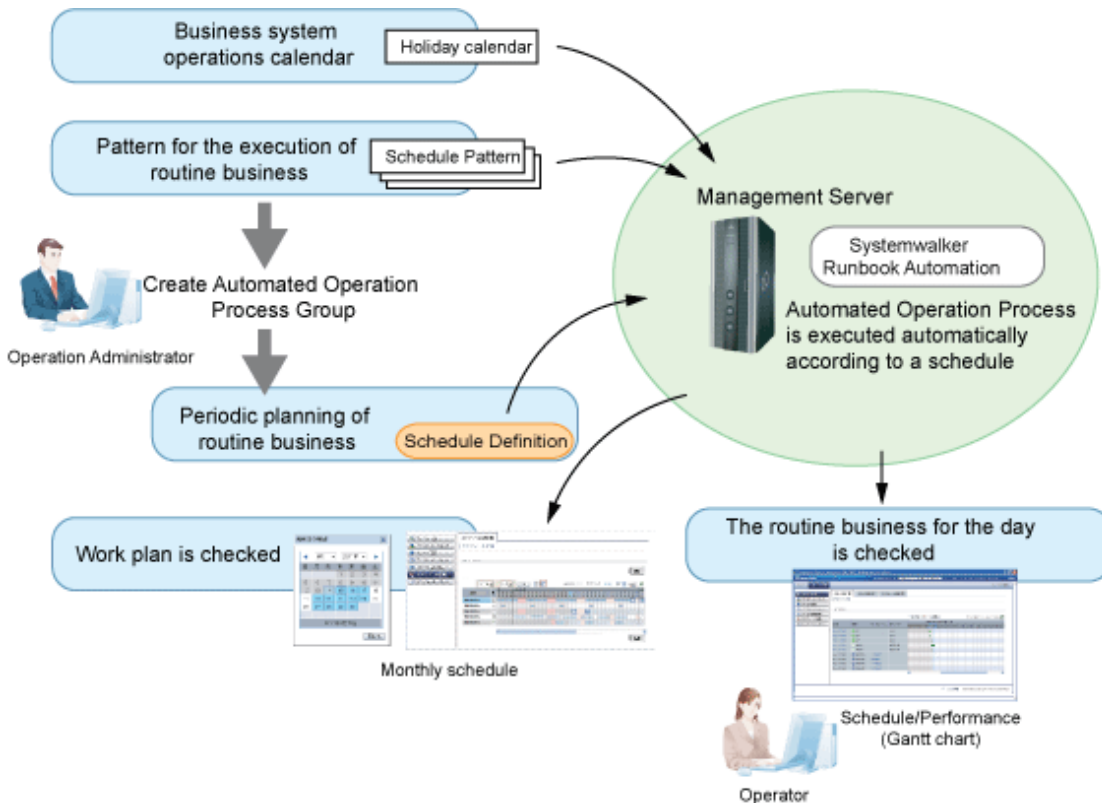 Business system
operations calendar
Holiday calendar
Pattern for the execution of
routine business
Schedule Pattern
Management Server
Systemwalker
Runbook Automation
Automated Operation Process
is executed automatically
according to a schedule
Create Automated Operation
Process Group
Operation Administrator
Periodic planning of
routine business
Schedule Definition
The routine business for the day
is checked
Work plan is checked
Monthly schedule
Schedule/Performance
(Gantt chart)
Operator